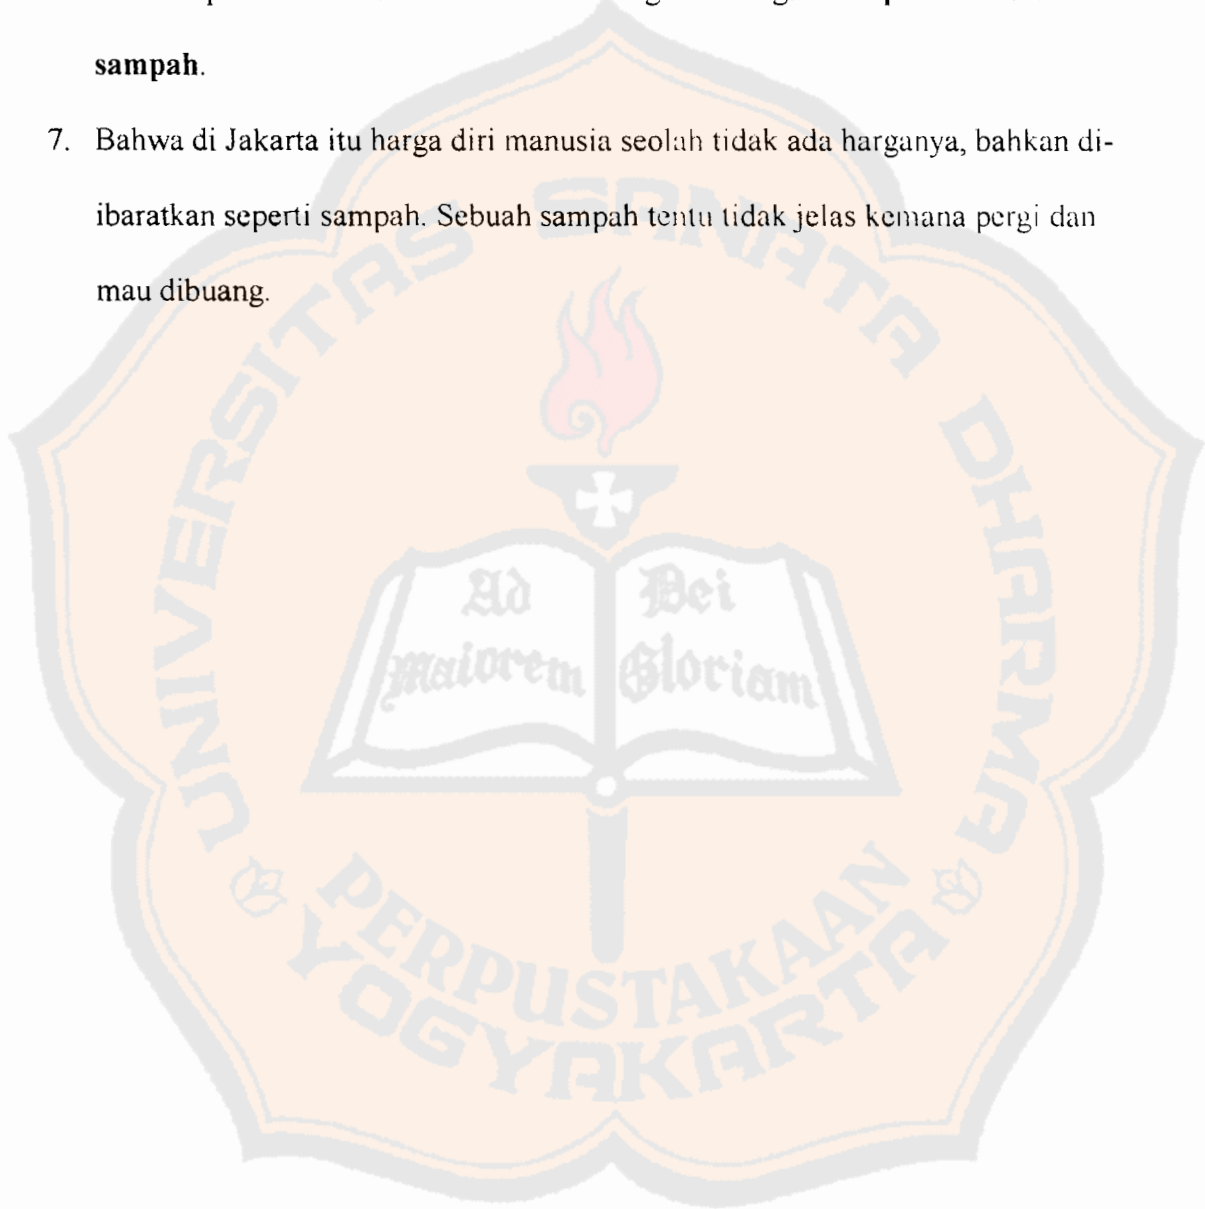 sampah.
7. Bahwa di Jakarta itu harga diri manusia seolah tidak ada harganya, bahkan di-
ibaratkan seperti sampah. Sebuah sampah tentu tidak jelas kemana pergi dan
mau dibuang.
UNIVERSITAS SANATA DHARMA
Ad Dei
maiorem Gloriam
PERPUSTAKAAN
YOGYAKARTA